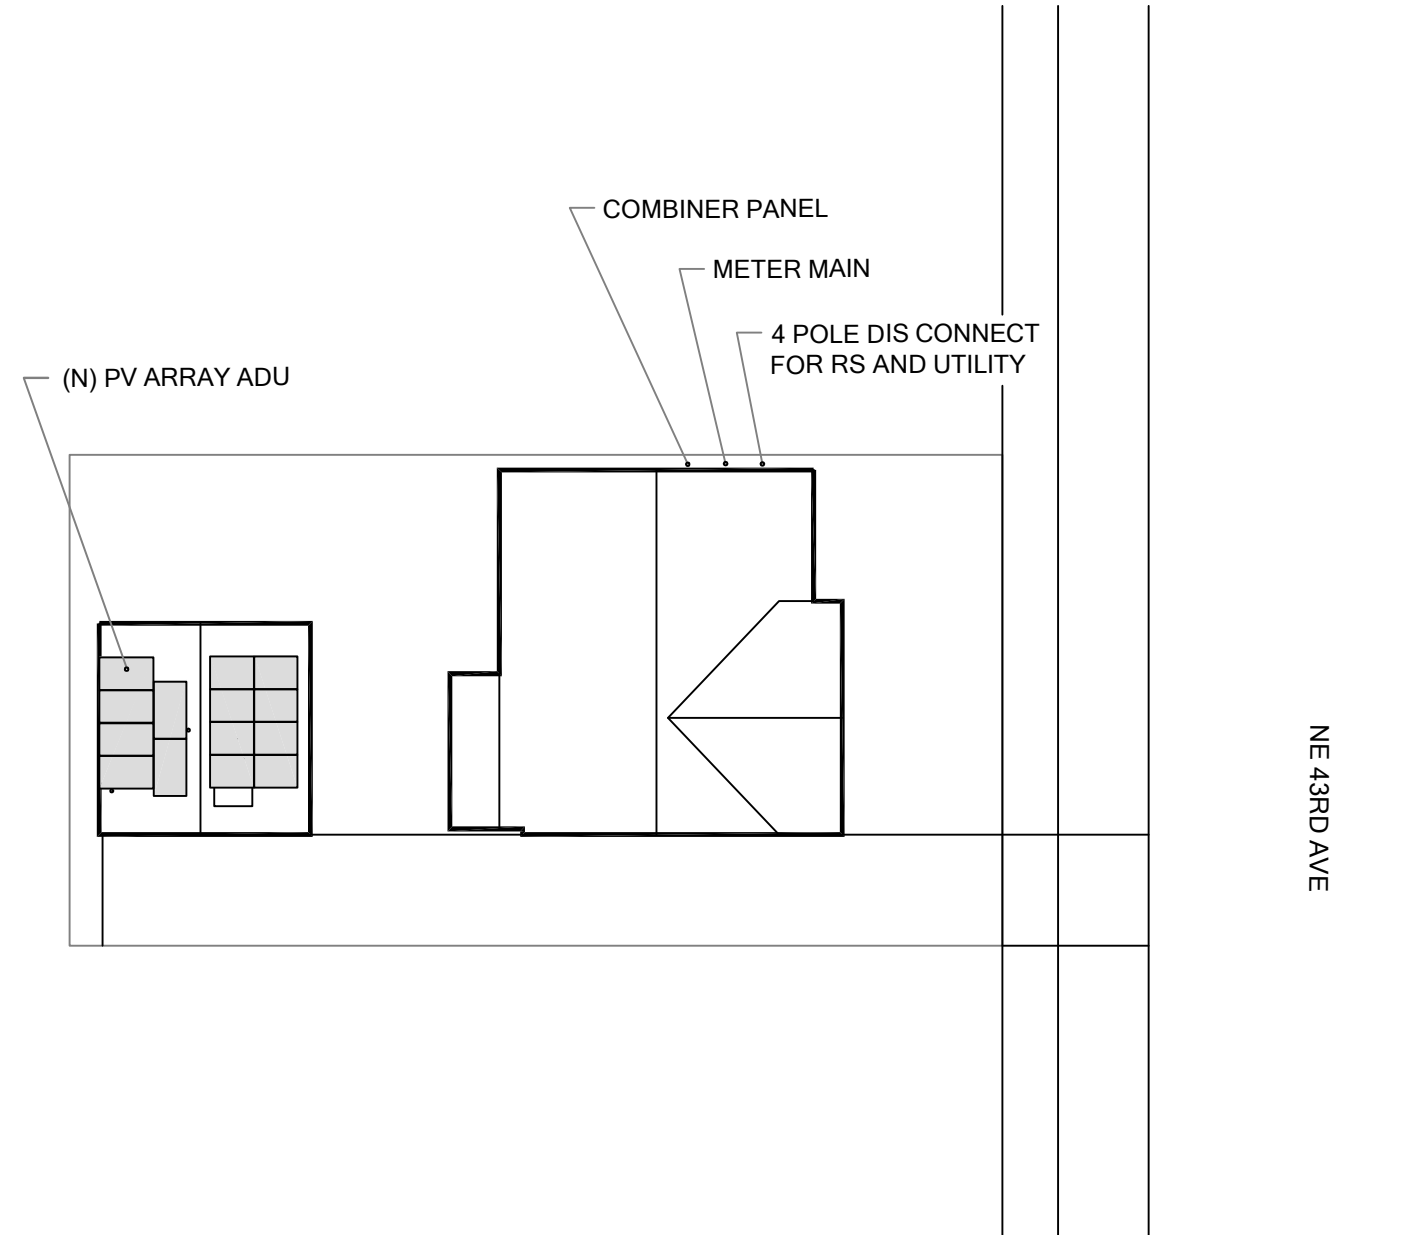 COMBINER PANEL
METER MAIN
4 POLE DIS CONNECT
FOR RS AND UTILITY
(N) PV ARRAY ADU
NE 43RD AVE